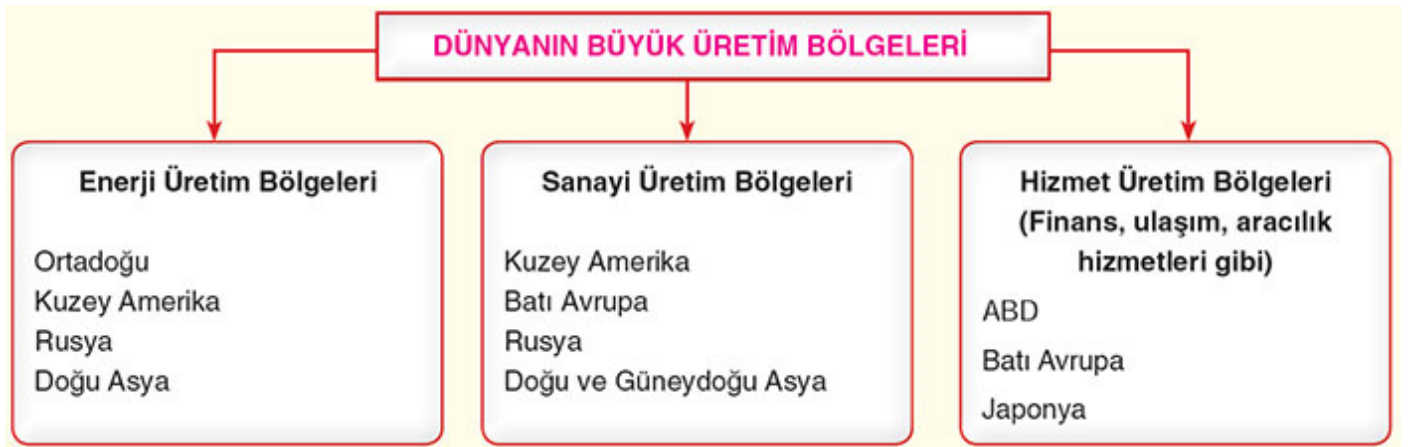 DÜNYANIN BÜYÜK ÜRETİM BÖLGELERİ
Enerji Üretim Bölgeleri
Ortadoğu
Kuzey Amerika
Rusya
Doğu Asya
Sanayi Üretim Bölgeleri
Kuzey Amerika
Batı Avrupa
Rusya
Doğu ve Güneydoğu Asya
Hizmet Üretim Bölgeleri
(Finans, ulaşım, aracılık
hizmetleri gibi)
ABD
Batı Avrupa
Japonya